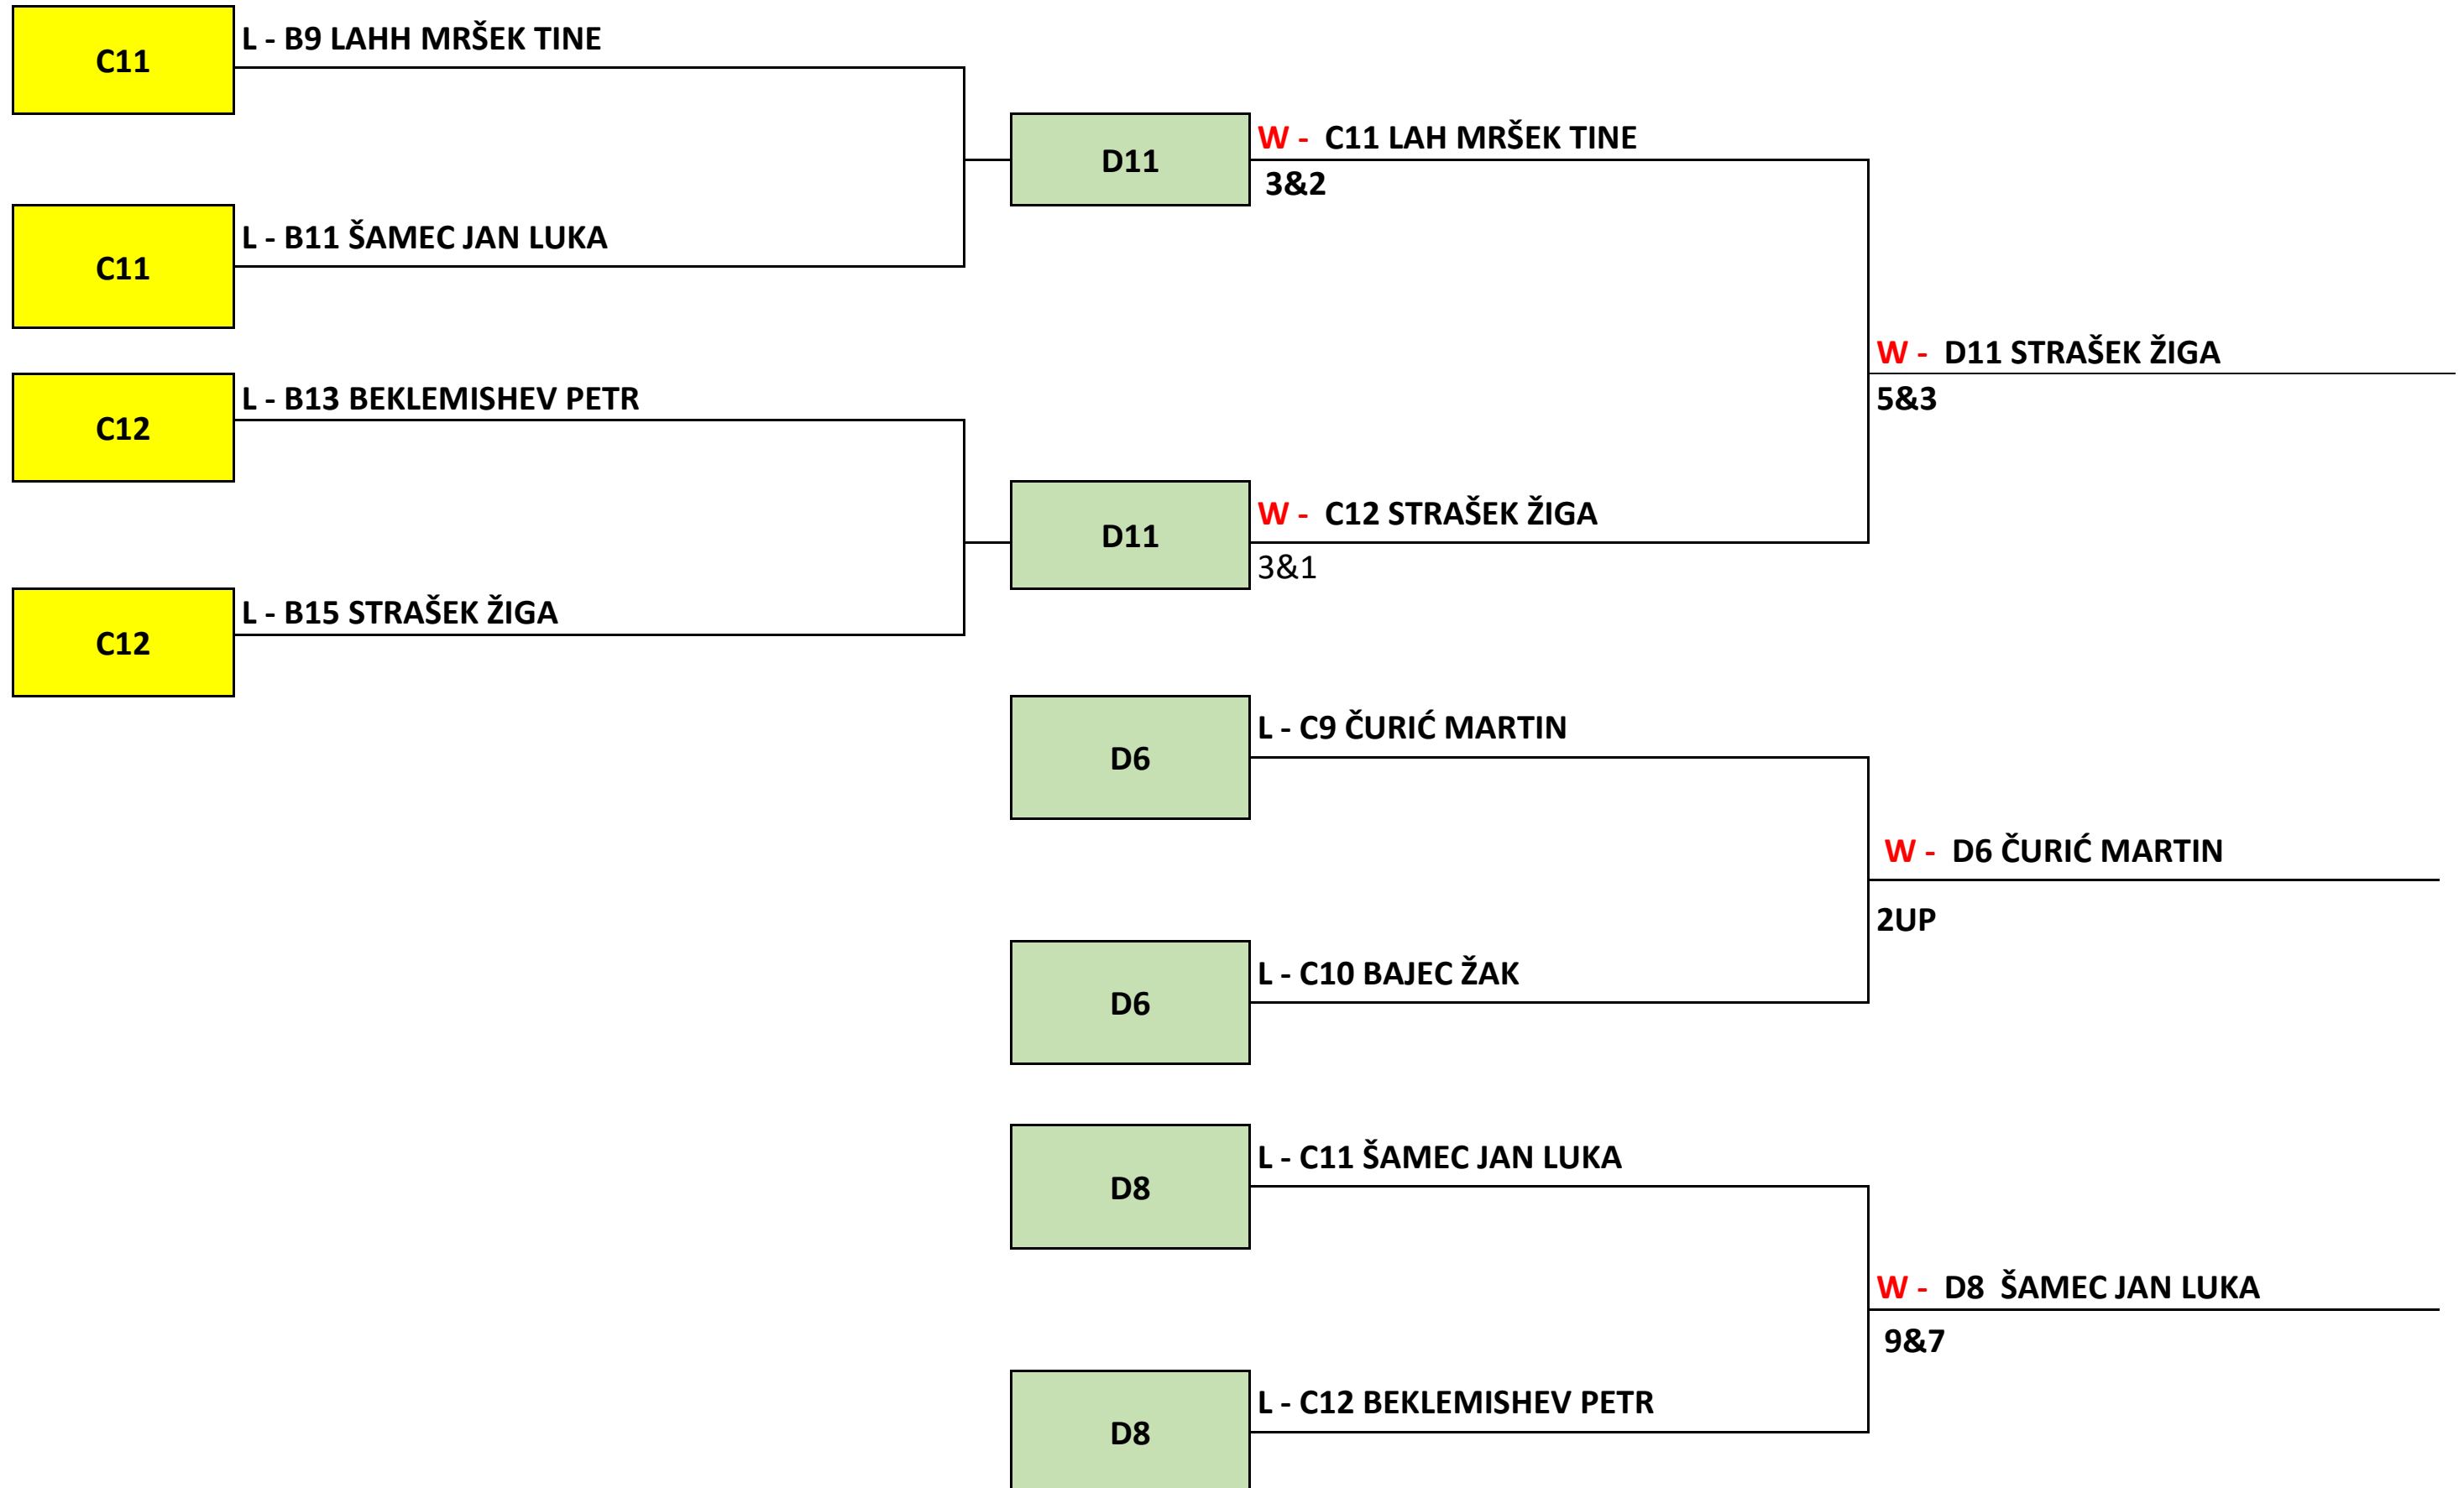 C11
L - B9 LAHH MRŠEK TINE
D11
W - C11 LAH MRŠEK TINE
3&2
C11
L - B11 ŠAMEC JAN LUKA
W - D11 STRAŠEK ŽIGA
5&3
C12
L - B13 BEKLEMISHEV PETR
D11
W - C12 STRAŠEK ŽIGA
3&1
C12
L - B15 STRAŠEK ŽIGA
D6
L - C9 ČURIĆ MARTIN
W - D6 ČURIĆ MARTIN
2UP
D6
L - C10 BAJEC ŽAK
D8
L - C11 ŠAMEC JAN LUKA
W - D8 ŠAMEC JAN LUKA
9&7
D8
L - C12 BEKLEMISHEV PETR